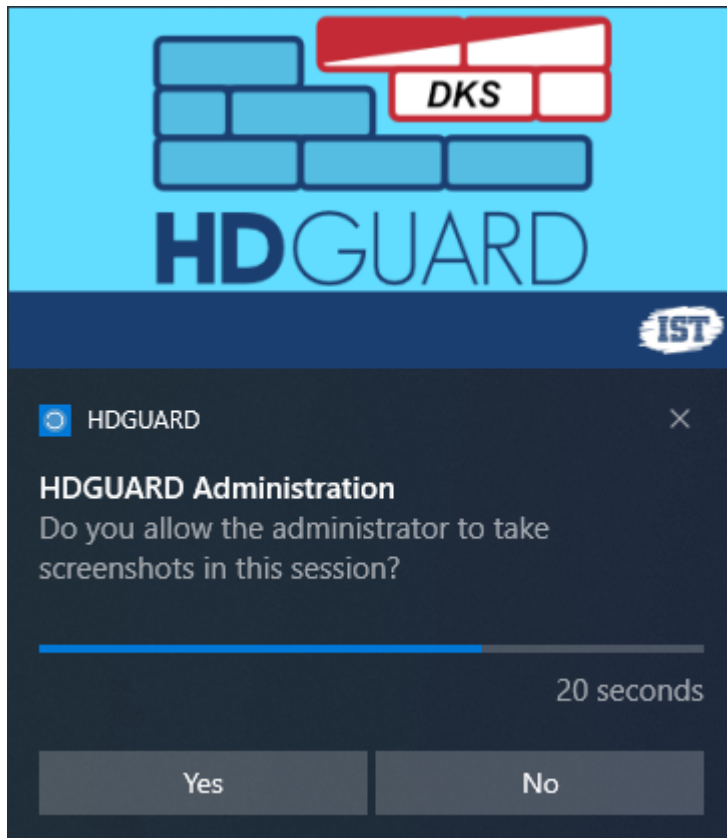 DKS
HDGUARD
IST
HDGUARD
HDGUARD Administration
Do you allow the administrator to take
screenshots in this session?
20 seconds
Yes
No